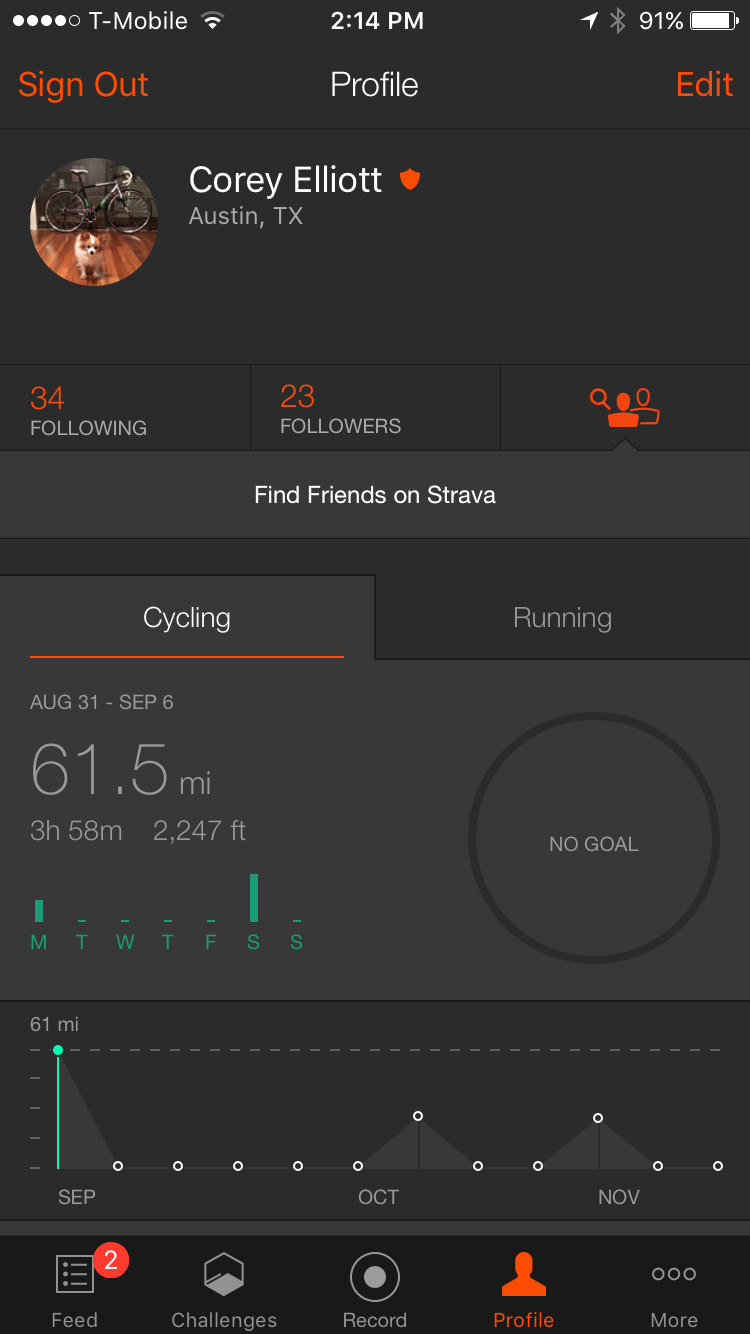 T-Mobile 2:14 PM 91%
Sign Out Profile Edit
Corey Elliott
Austin, TX
34 23
FOLLOWING FOLLOWERS
Find Friends on Strava
Cycling Running
AUG 31 - SEP 6
61.5 mi
3h 58m 2,247 ft
NO GOAL
M T W T F S S
61 mi
SEP OCT NOV
2
Feed Challenges Record Profile More